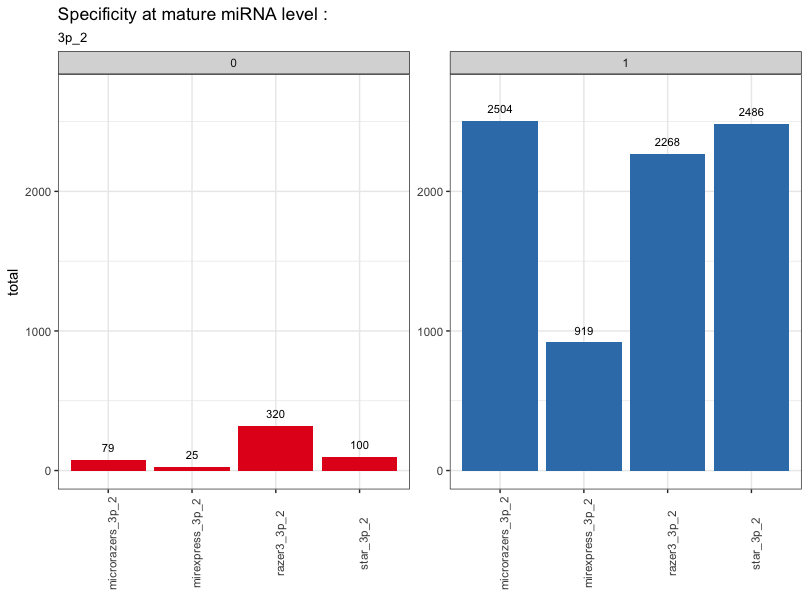 Specificity at mature miRNA level :
3p_2
0
1
total
2000
1000
0
2000
1000
0
79
25
320
100
2504
919
2268
2486
microrazers_3p_2
mirexpress_3p_2
razer3_3p_2
star_3p_2
microrazers_3p_2
mirexpress_3p_2
razer3_3p_2
star_3p_2